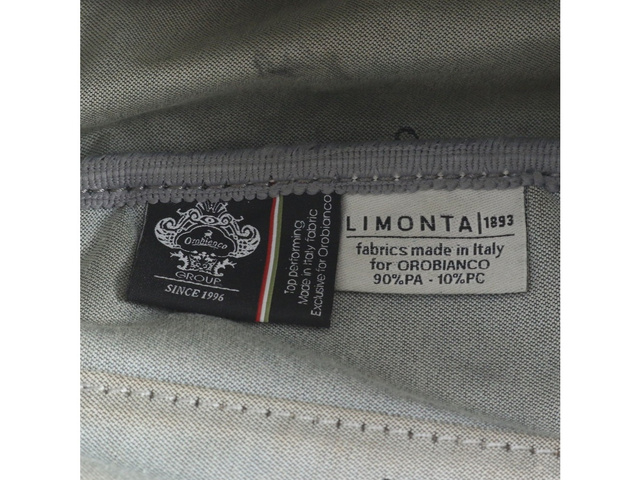 Orobianco
GROUP
SINCE 1996
Top performing
Made in Italy fabric
Exclusive for Orobianco
LIMONTA|1893
fabrics made in Italy
for OROBIANCO
90%PA - 10%PC